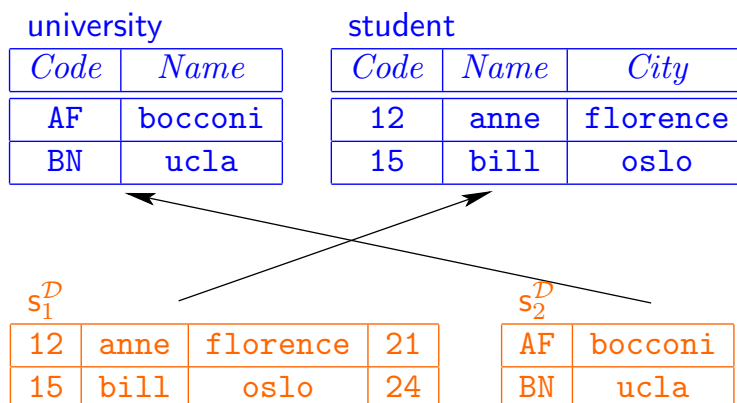 university student
Code Name Code Name City
AF bocconi 12 anne florence
BN ucla 15 bill oslo
s₁ᴰ s₂ᴰ
12 anne florence 21 AF bocconi
15 bill oslo 24 BN ucla